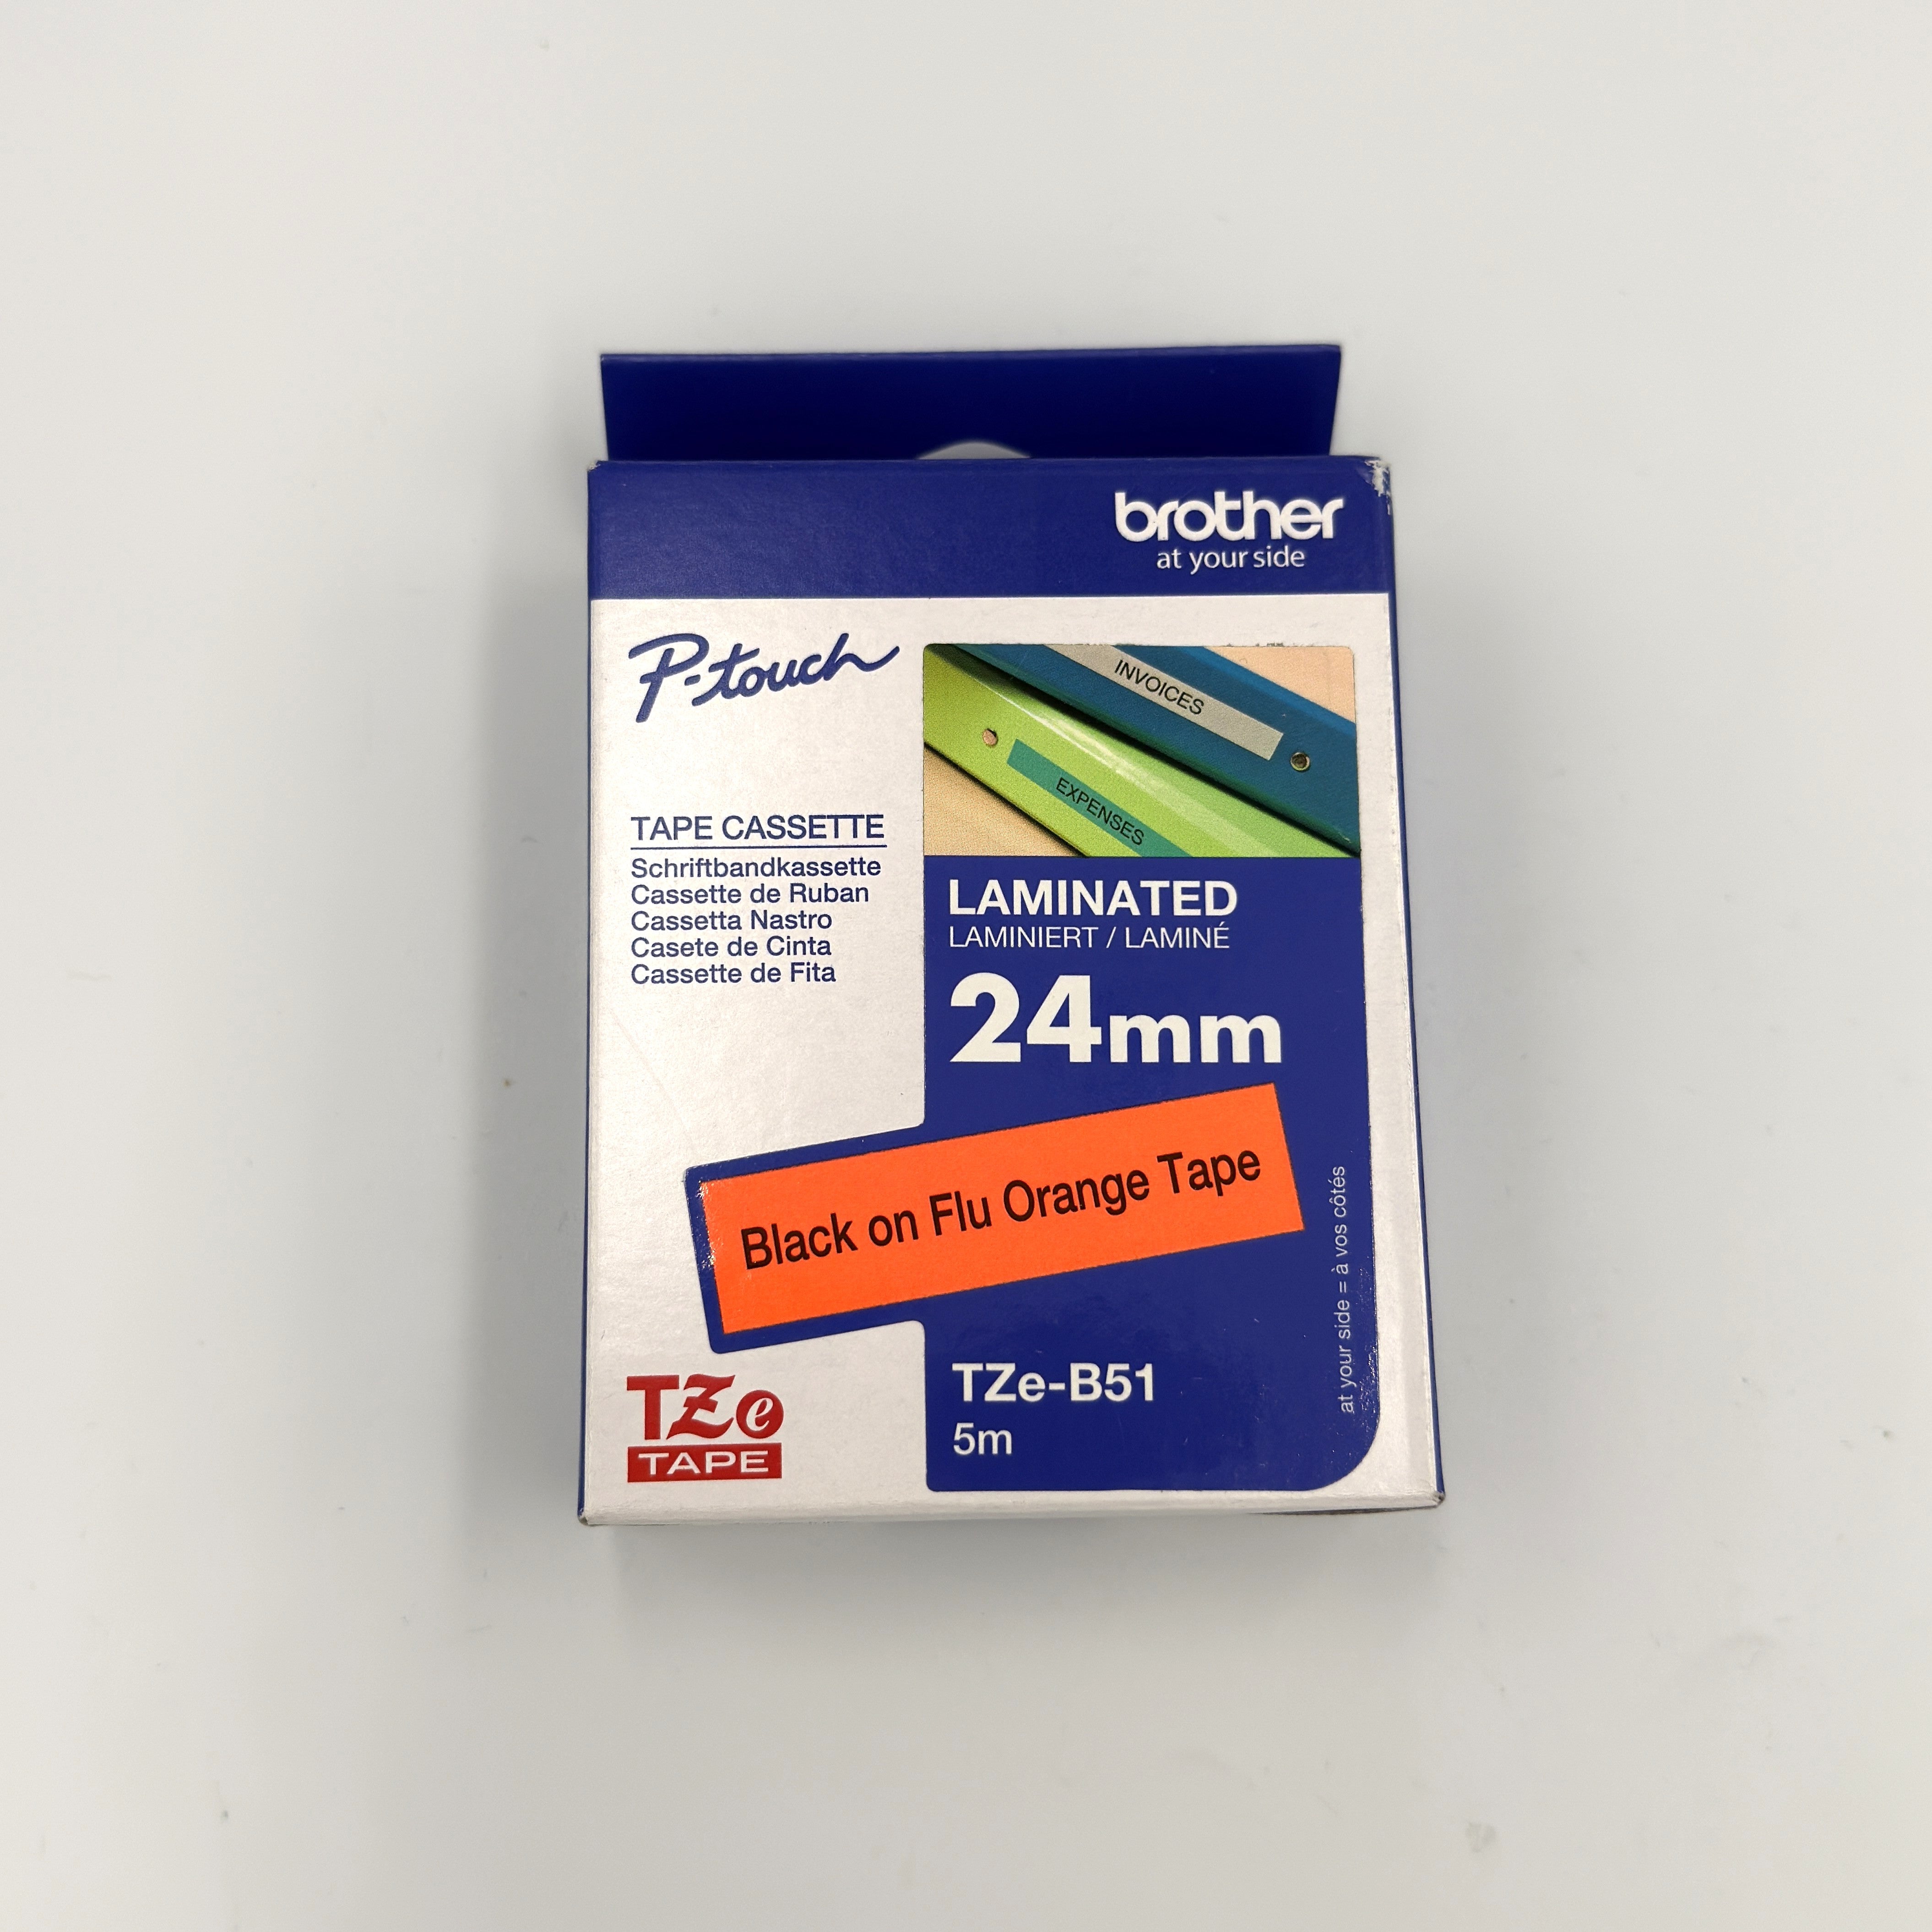 brother
at your side
P-touch
INVOICES
EXPENSES
TAPE CASSETTE
Schriftbandkassette
Cassette de Ruban
Cassetta Nastro
Casete de Cinta
Cassette de Fita
LAMINATED
LAMINIERT / LAMINÉ
24mm
Black on Flu Orange Tape
at your side = à vos côtés
TZe-B51
5m
TZe
TAPE